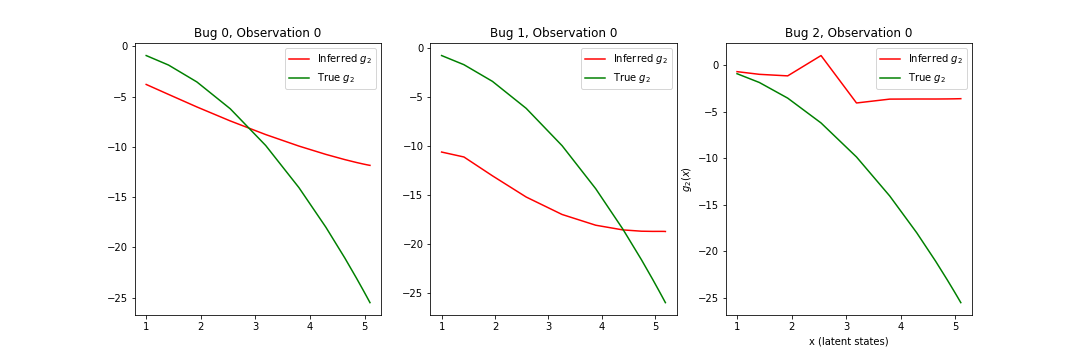 Bug 0, Observation 0
Inferred g₂
True g₂
0
−5
−10
−15
−20
−25
1 2 3 4 5
Bug 1, Observation 0
Inferred g₂
True g₂
0
−5
−10
−15
−20
−25
1 2 3 4 5
Bug 2, Observation 0
Inferred g₂
True g₂
g₂(x)
0
−5
−10
−15
−20
−25
1 2 3 4 5
x (latent states)